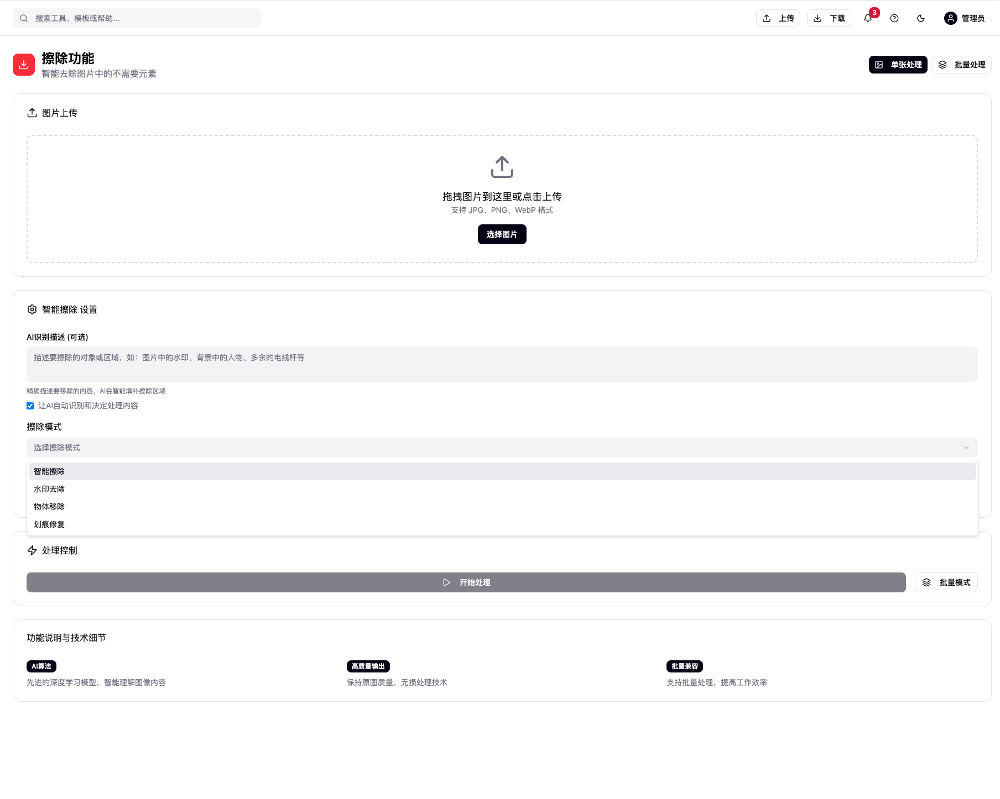 搜索工具、模板或帮助...
上传
下载
3
管理员
擦除功能
智能去除图片中的不需要元素
单张处理
批量处理
图片上传
拖拽图片到这里或点击上传
支持 JPG、PNG、WebP 格式
选择图片
智能擦除 设置
AI识别描述 (可选)
描述要擦除的对象或区域，如：图片中的水印、背景中的人物、多余的电线杆等
精确描述要移除的内容，AI会智能填补擦除区域
让AI自动识别和决定处理内容
擦除模式
选择擦除模式
智能擦除
水印去除
物体移除
划痕修复
处理控制
开始处理
批量模式
功能说明与技术细节
AI算法
先进的深度学习模型，智能理解图像内容
高质量输出
保持原图质量，无损处理技术
批量兼容
支持批量处理，提高工作效率